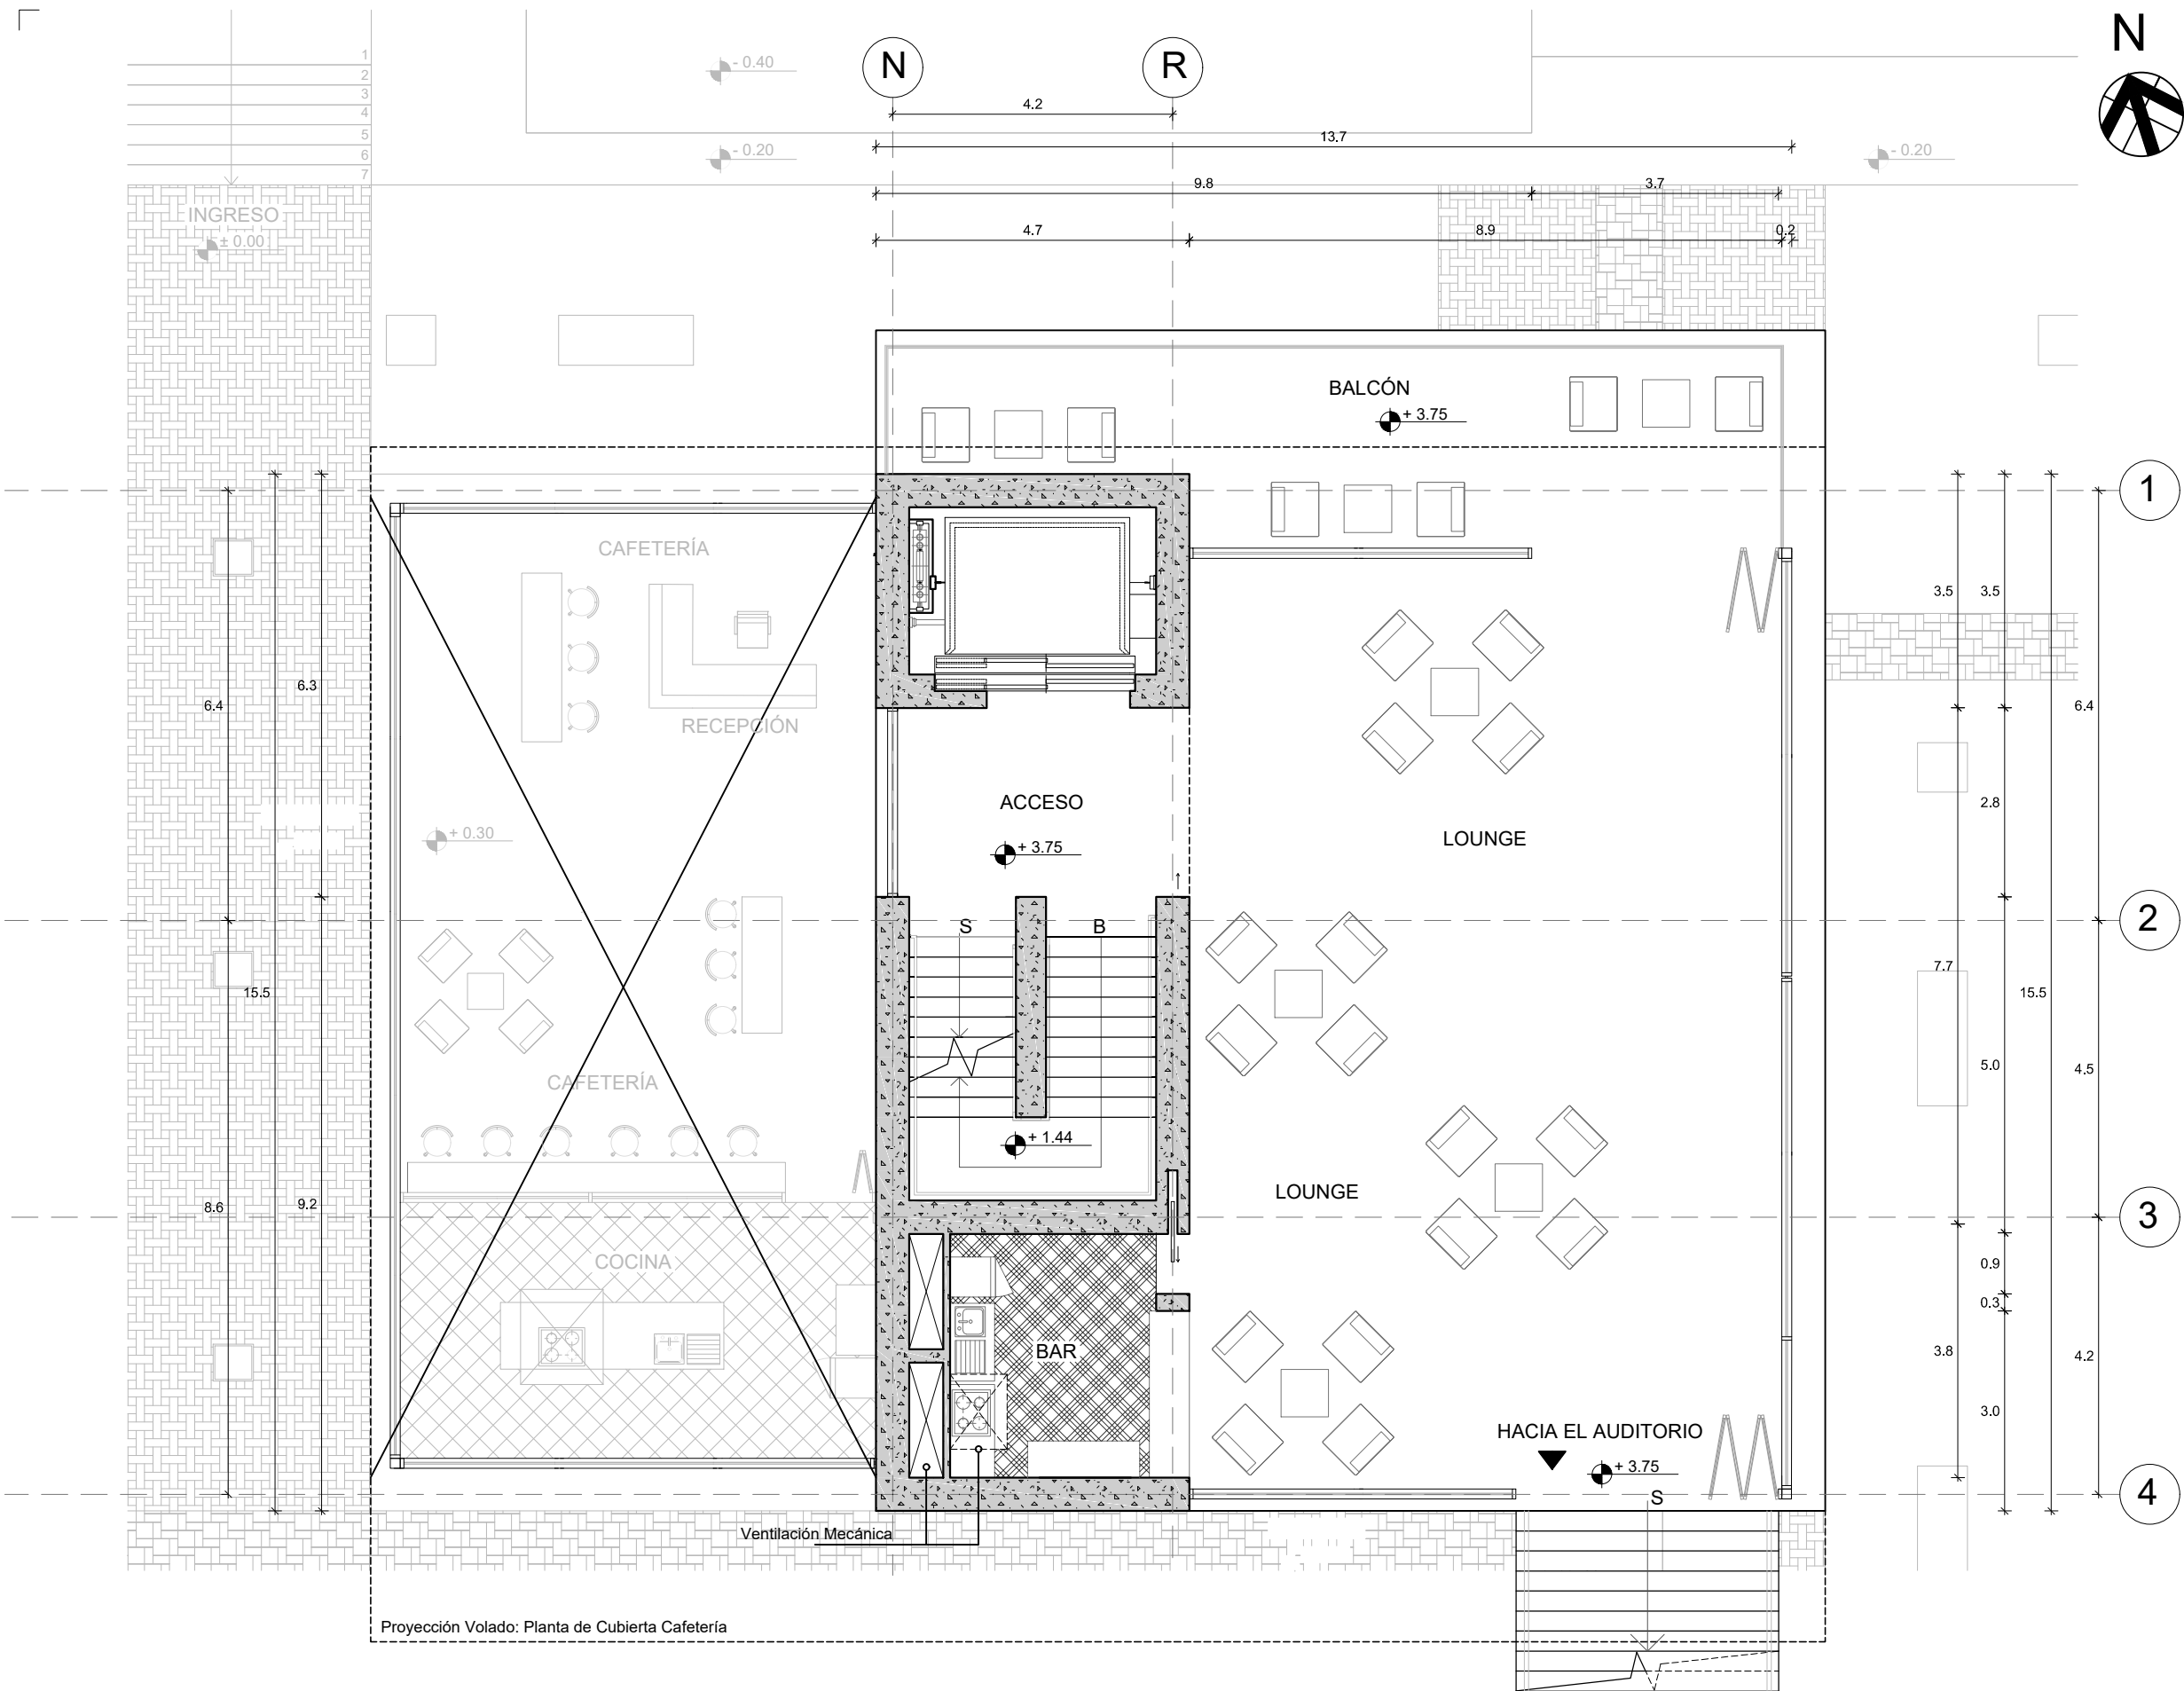 N
1
2
3
4
5
6
7
- 0.40
N
R
4.2
13.7
- 0.20
- 0.20
9.8
3.7
INGRESO
± 0.00
4.7
8.9
0.2
BALCÓN
+ 3.75
1
CAFETERÍA
3.5
3.5
6.3
6.4
RECEPCIÓN
6.4
ACCESO
2.8
+ 0.30
+ 3.75
LOUNGE
S
B
2
7.7
15.5
15.5
5.0
4.5
CAFETERÍA
+ 1.44
LOUNGE
8.6
9.2
3
COCINA
0.9
0.3
BAR
3.8
4.2
3.0
HACIA EL AUDITORIO
+ 3.75
S
4
Ventilación Mecánica
Proyección Volado: Planta de Cubierta Cafetería